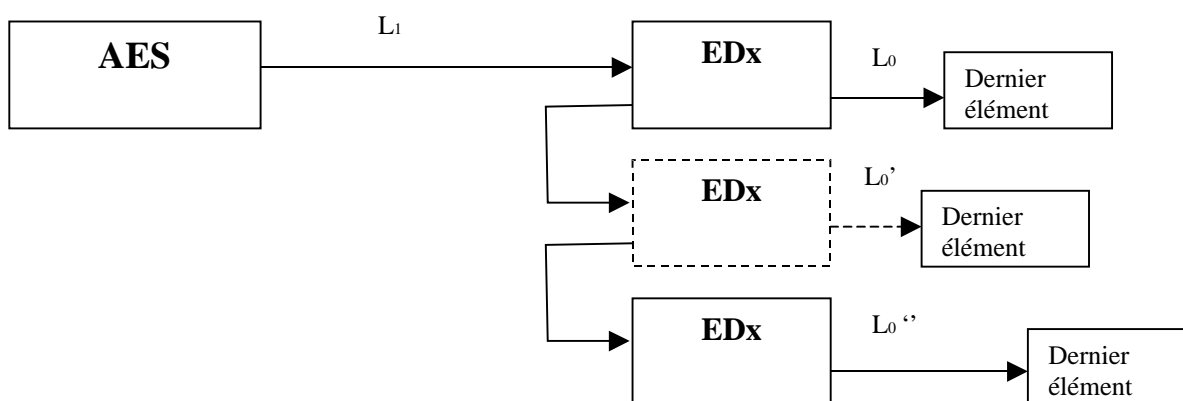 L1
AES
EDx
L0
Dernier
élément
EDx
L0’
Dernier
élément
EDx
L0 ‘’
Dernier
élément